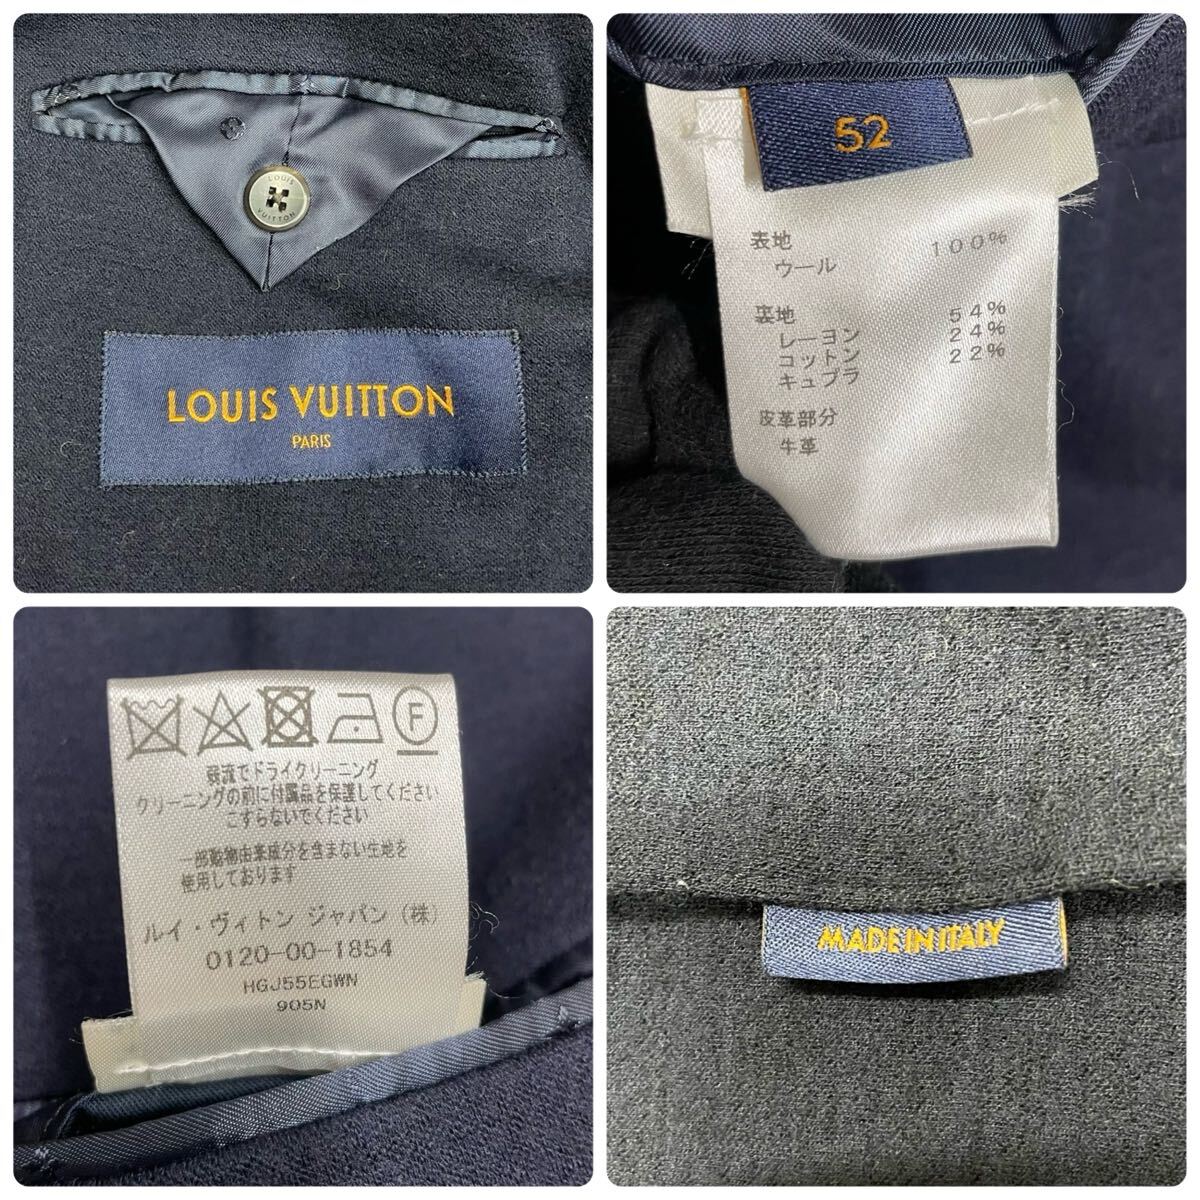 LOUIS
VUITTON
LOUIS VUITTON
PARIS
52
表地
ウール 100%
裏地
レーヨン 54%
コットン 24%
キュプラ 22%
皮革部分
牛革
F
弱流でドライクリーニング
クリーニングの前に付属品を保護してください
こすらないでください
一部動物由来成分を含まない生地を
使用しております
ルイ・ヴィトン ジャパン(株)
0120-00-1854
HGJ55EGWN
905N
MADE IN ITALY